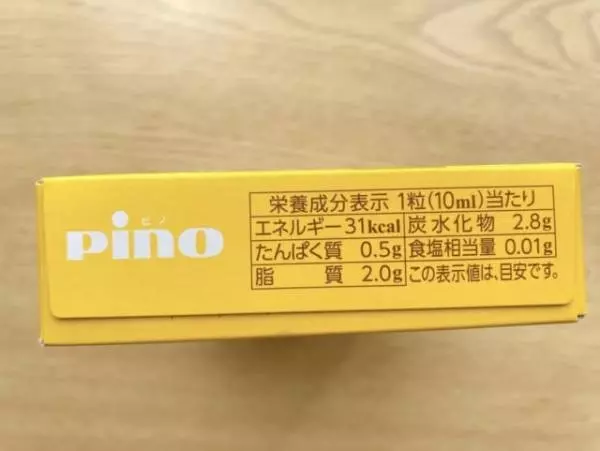 ピノ
pino
栄養成分表示 1粒(10ml)当たり
エネルギー 31kcal 炭水化物 2.8g
たんぱく質 0.5g 食塩相当量 0.01g
脂質 2.0g この表示値は、目安です。